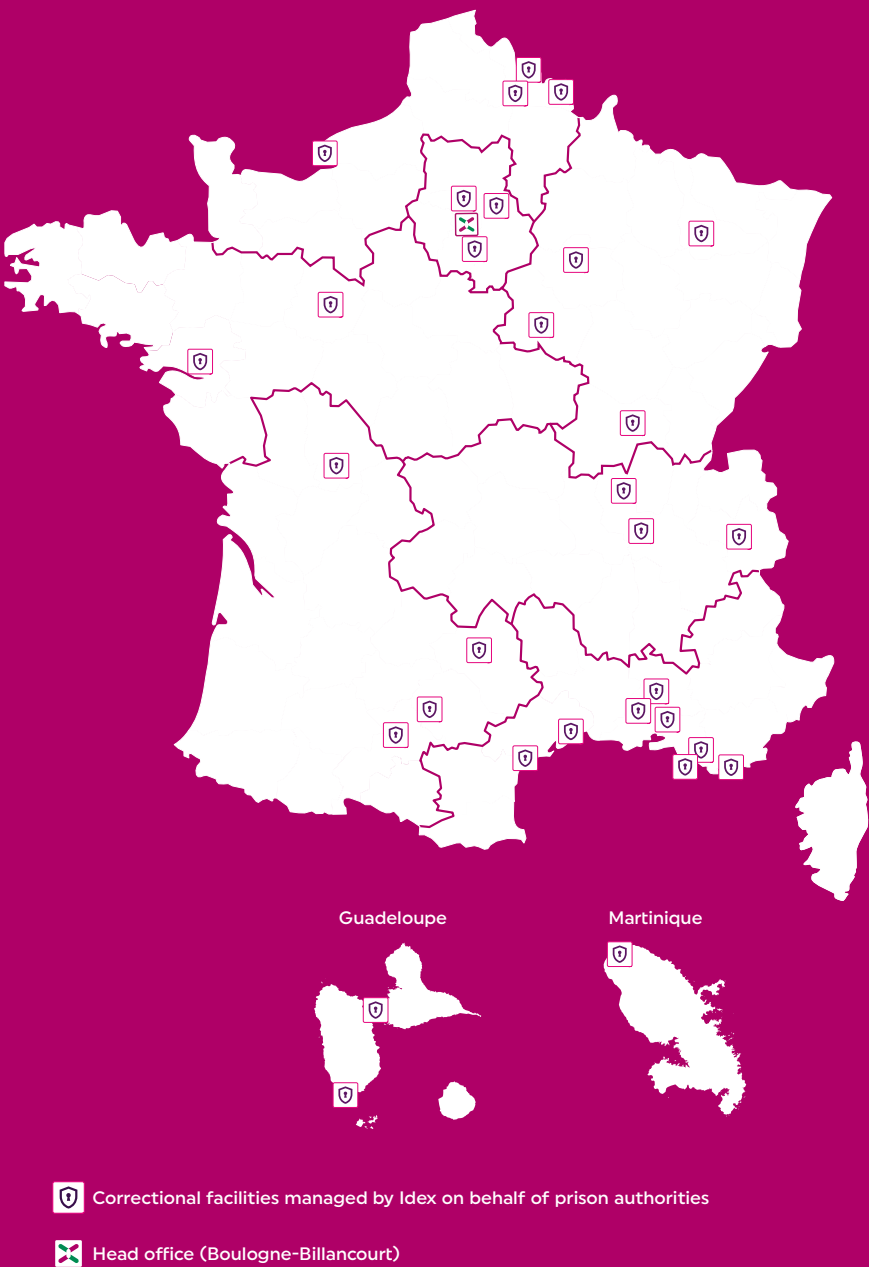 Guadeloupe
Martinique
Correctional facilities managed by Idex on behalf of prison authorities
Head office (Boulogne-Billancourt)